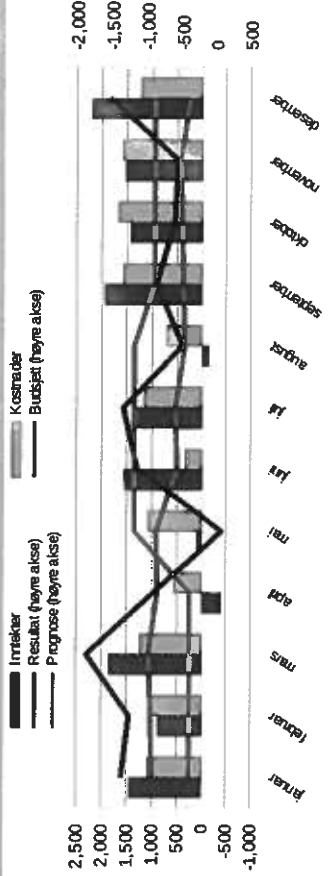 Inntekter
Kostnader
Resultat (høyre akse)
Budsjett (høyre akse)
Prognose (høyre akse)
2,500
2,000
1,500
1,000
500
0
-500
-1,000
-2,000
-1,500
-1,000
-500
0
500
januar
februar
mars
april
mai
juni
juli
august
september
oktober
november
desember